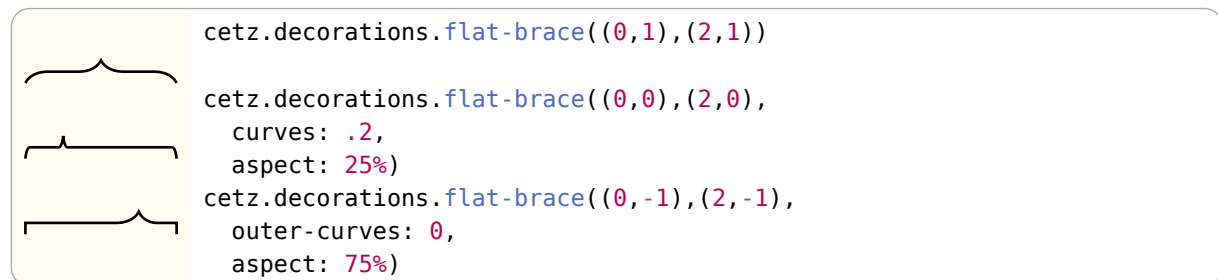 cetz.decorations.flat-brace((0,1),(2,1))
cetz.decorations.flat-brace((0,0),(2,0),
  curves: .2,
  aspect: 25%)
cetz.decorations.flat-brace((0,-1),(2,-1),
  outer-curves: 0,
  aspect: 75%)